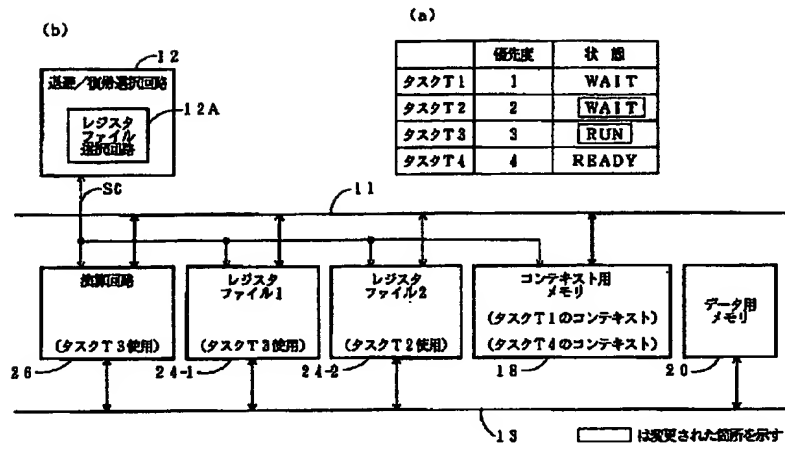 (b)
(a)
優先度 状 態
タスクT1 1 WAIT
タスクT2 2 WAIT
タスクT3 3 RUN
タスクT4 4 READY
12
退避/復帰選択回路
12A
レジスタ
ファイル
選択回路
SC
11
演算回路
(タスクT3使用)
26
レジスタ
ファイル1
(タスクT3使用)
24-1
レジスタ
ファイル2
(タスクT2使用)
24-2
コンテキスト用
メモリ
(タスクT1のコンテキスト)
(タスクT4のコンテキスト)
18
データ用
メモリ
20
13
は変更された箇所を示す